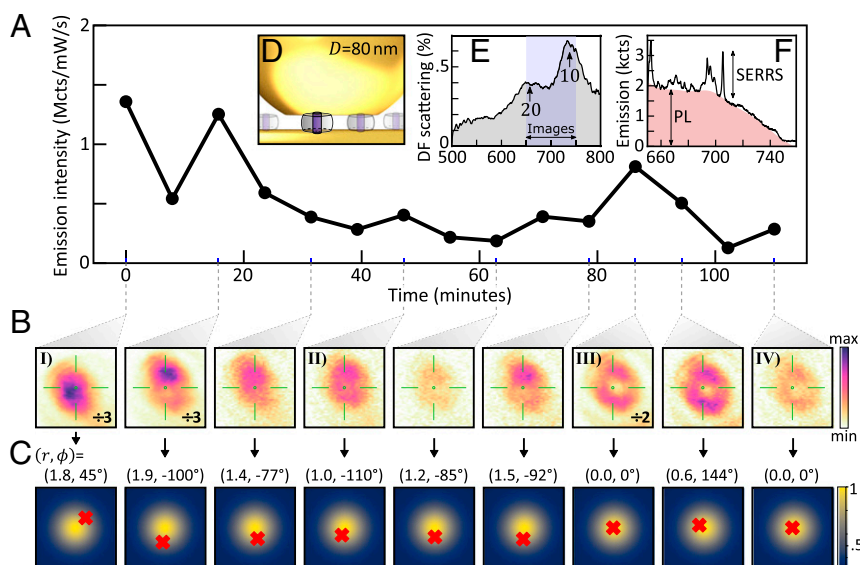 A
Emission intensity (Mcts/mW/s)
2
1
0
0 20 40 60 80 100
Time (minutes)
D
D=80 nm
E
DF scattering (%)
.5
0
20
10
Images
500 600 700 800
F
Emission (kcts)
3
2
1
0
SERRS
PL
660 700 740
B
I) II) III) IV)
÷3 ÷3 ÷2
max
min
C
(r, ϕ)=
(1.8, 45°) (1.9, -100°) (1.4, -77°) (1.0, -110°) (1.2, -85°) (1.5, -92°) (0.0, 0°) (0.6, 144°) (0.0, 0°)
1
.5